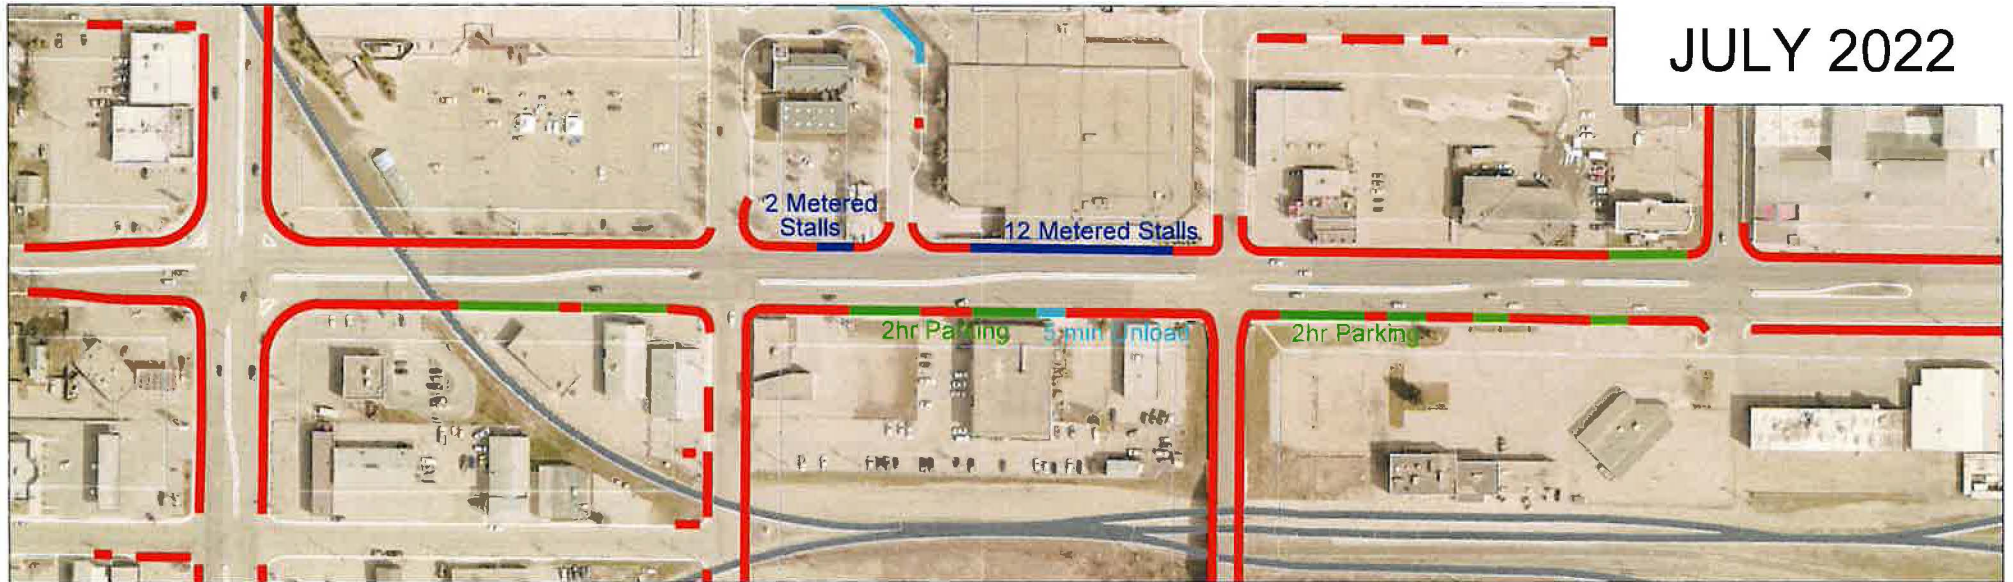 JULY 2022
2 Metered
Stalls
12 Metered Stalls
2hr Parking
5 min Unload
2hr Parking